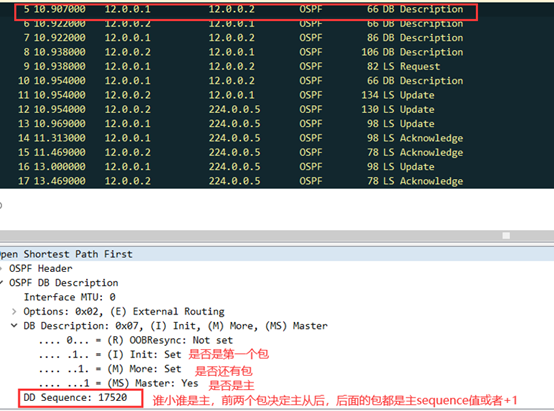 5 10.907000 12.0.0.1 12.0.0.2 OSPF 66 DB Description
6 10.922000 12.0.0.2 12.0.0.1 OSPF 66 DB Description
7 10.922000 12.0.0.1 12.0.0.2 OSPF 86 DB Description
8 10.938000 12.0.0.2 12.0.0.1 OSPF 106 DB Description
9 10.938000 12.0.0.1 12.0.0.2 OSPF 82 LS Request
10 10.954000 12.0.0.1 12.0.0.2 OSPF 66 DB Description
11 10.954000 12.0.0.2 12.0.0.1 OSPF 134 LS Update
12 10.954000 12.0.0.2 224.0.0.5 OSPF 130 LS Update
13 10.969000 12.0.0.1 224.0.0.5 OSPF 98 LS Update
14 11.313000 12.0.0.1 224.0.0.5 OSPF 98 LS Acknowledge
15 11.469000 12.0.0.2 224.0.0.5 OSPF 78 LS Acknowledge
16 13.000000 12.0.0.1 224.0.0.5 OSPF 98 LS Update
17 13.469000 12.0.0.2 224.0.0.5 OSPF 78 LS Acknowledge
Open Shortest Path First
OSPF Header
OSPF DB Description
Interface MTU: 0
Options: 0x02, (E) External Routing
DB Description: 0x07, (I) Init, (M) More, (MS) Master
.... 0... = (R) OOBResync: Not set
.... .1.. = (I) Init: Set 是否是第一个包
.... ..1. = (M) More: Set 是否还有包
.... ...1 = (MS) Master: Yes 是否是主
DD Sequence: 17520 谁小谁是主，前两个包决定主从后，后面的包都是主sequence值或者+1